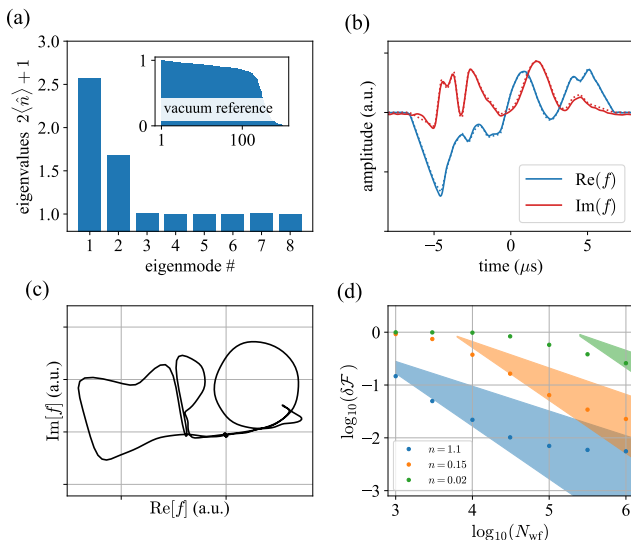 (a)
eigenvalues 2⟨n̂⟩ + 1
3.0
2.5
2.0
1.5
1.0
1
0
vacuum reference
1
100
1 2 3 4 5 6 7 8
eigenmode #
(b)
amplitude (a.u.)
Re(f)
Im(f)
−5 0 5
time (μs)
(c)
Im[f] (a.u.)
Re[f] (a.u.)
(d)
log₁₀(δF)
0
−1
−2
−3
n = 1.1
n = 0.15
n = 0.02
3 4 5 6
log₁₀(N_wf)